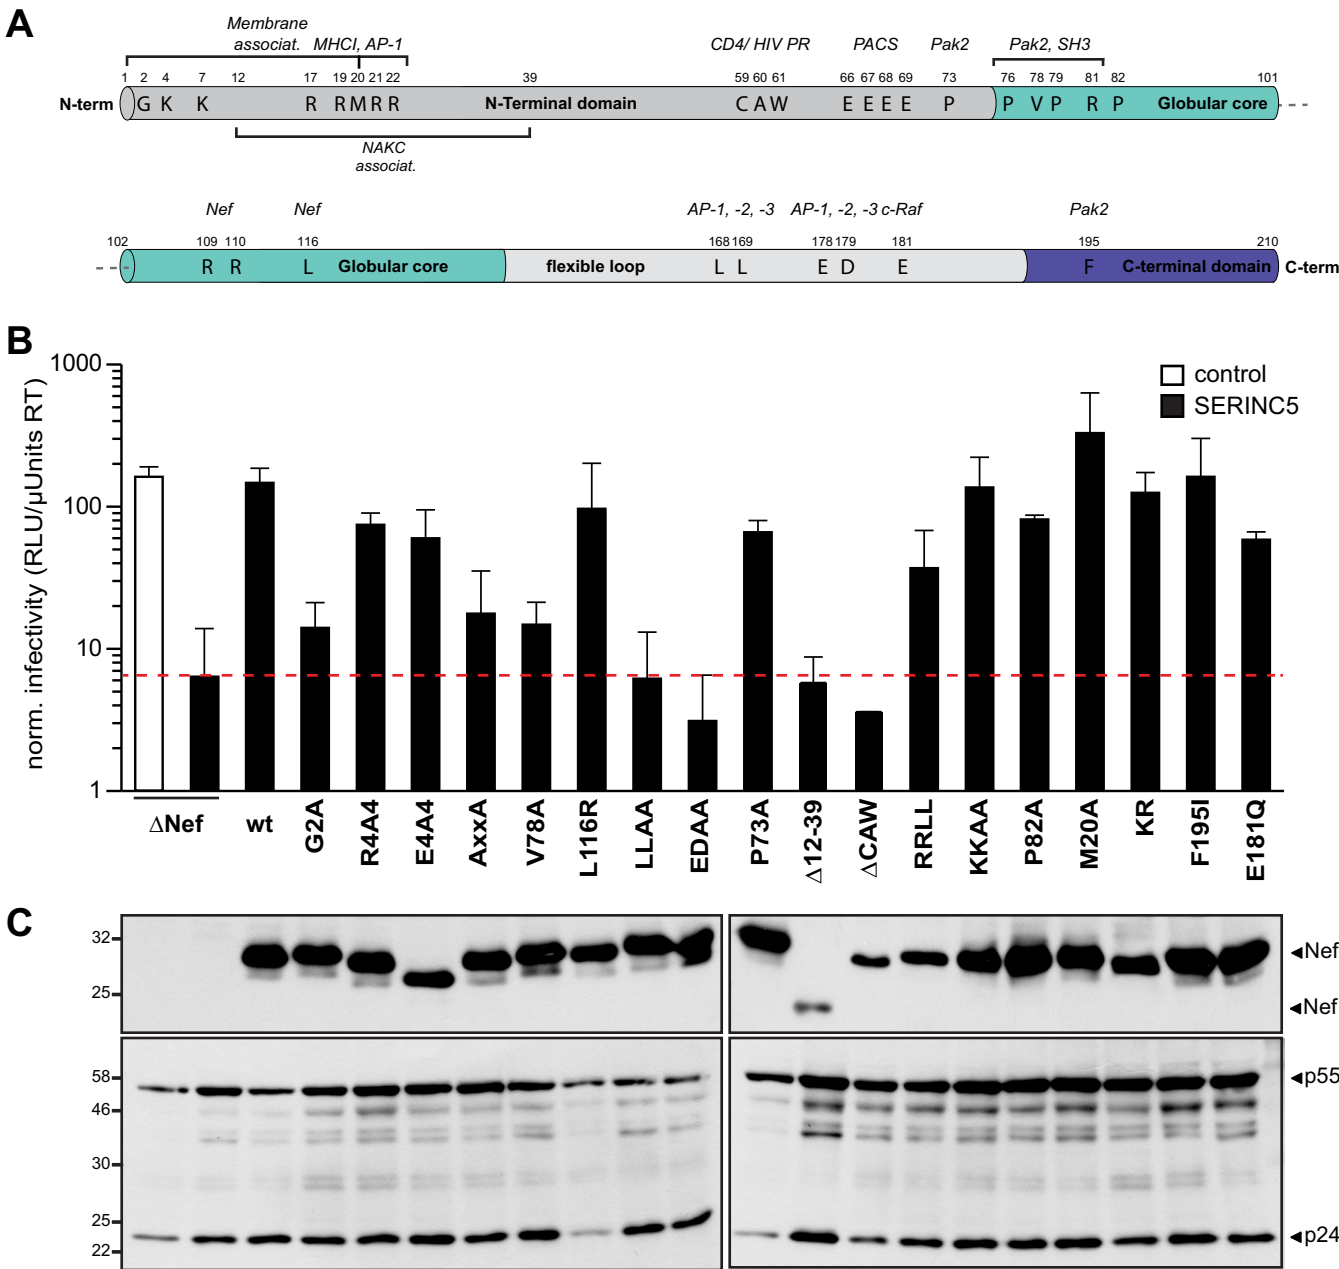 A
Membrane
associat. MHCI, AP-1 CD4/ HIV PR PACS Pak2 Pak2, SH3
1 2 4 7 12 17 19 20 21 22 39 59 60 61 66 67 68 69 73 76 78 79 81 82 101
N-term G K K R R M R R N-Terminal domain C A W E E E E P P V P R P Globular core
NAKC
associat.
Nef Nef AP-1, -2, -3 AP-1, -2, -3 c-Raf Pak2
102 109 110 116 168 169 178 179 181 195 210
R R L Globular core flexible loop L L E D E F C-terminal domain C-term
B
norm. infectivity (RLU/µUnits RT)
1000
100
10
1
control
SERINC5
ΔNef wt G2A R4A4 E4A4 AxxA V78A L116R LLAA EDAA P73A Δ12-39 ΔCAW RRLL KKAA P82A M20A KR F195I E181Q
C
32
25
Nef
Nef
58
46
30
25
22
p55
p24